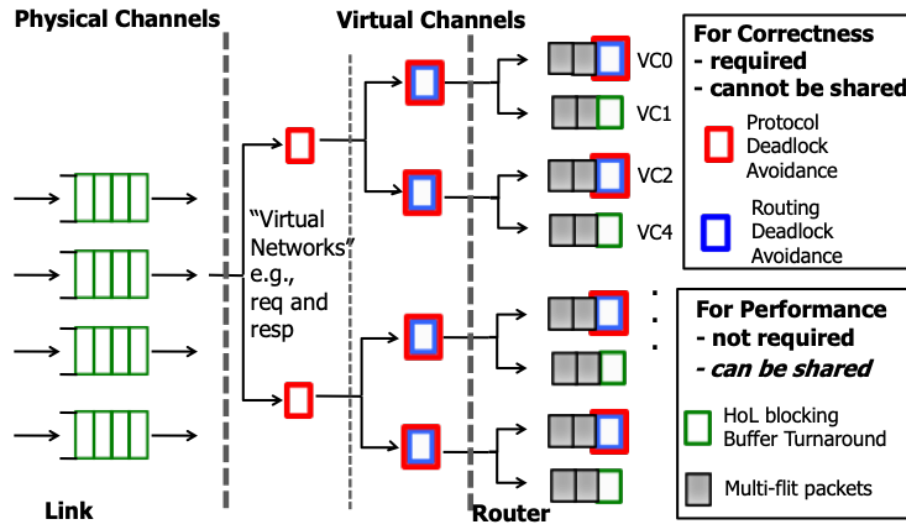 Physical Channels
Virtual Channels
"Virtual
Networks"
e.g.,
req and
resp
VC0
VC1
VC2
VC4
.
.
.
Link
Router
For Correctness
- required
- cannot be shared
Protocol
Deadlock
Avoidance
Routing
Deadlock
Avoidance
For Performance
- not required
- can be shared
HoL blocking
Buffer Turnaround
Multi-flit packets